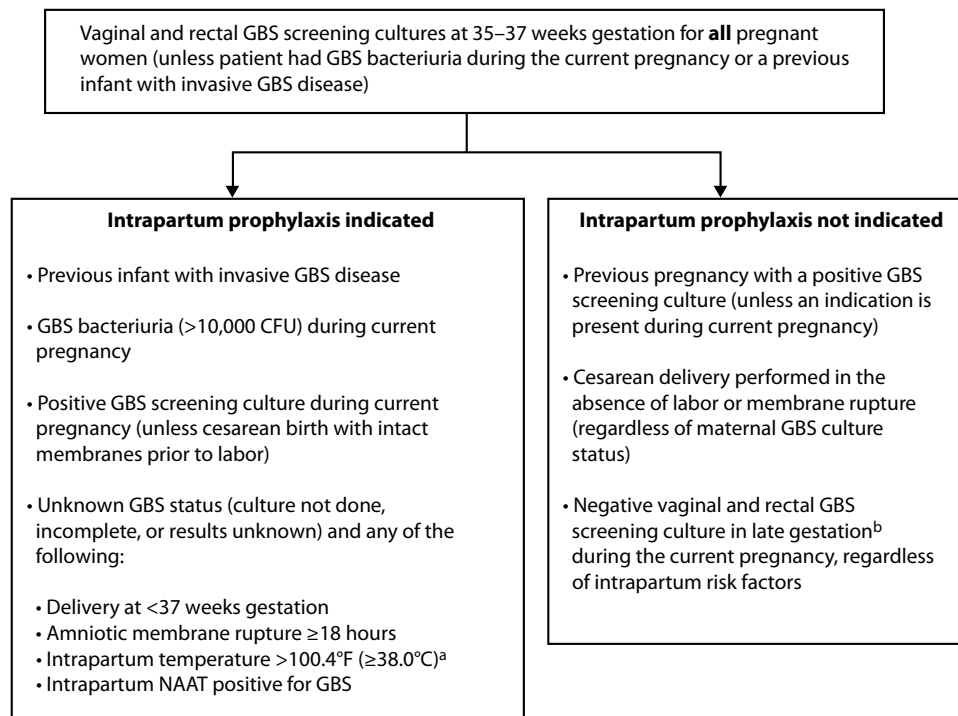 Vaginal and rectal GBS screening cultures at 35–37 weeks gestation for all pregnant
women (unless patient had GBS bacteriuria during the current pregnancy or a previous
infant with invasive GBS disease)
Intrapartum prophylaxis indicated
• Previous infant with invasive GBS disease
• GBS bacteriuria (>10,000 CFU) during current
pregnancy
• Positive GBS screening culture during current
pregnancy (unless cesarean birth with intact
membranes prior to labor)
• Unknown GBS status (culture not done,
incomplete, or results unknown) and any of the
following:
• Delivery at <37 weeks gestation
• Amniotic membrane rupture ≥18 hours
• Intrapartum temperature >100.4°F (≥38.0°C)ᵃ
• Intrapartum NAAT positive for GBS
Intrapartum prophylaxis not indicated
• Previous pregnancy with a positive GBS
screening culture (unless an indication is
present during current pregnancy)
• Cesarean delivery performed in the
absence of labor or membrane rupture
(regardless of maternal GBS culture
status)
• Negative vaginal and rectal GBS
screening culture in late gestationᵇ
during the current pregnancy, regardless
of intrapartum risk factors